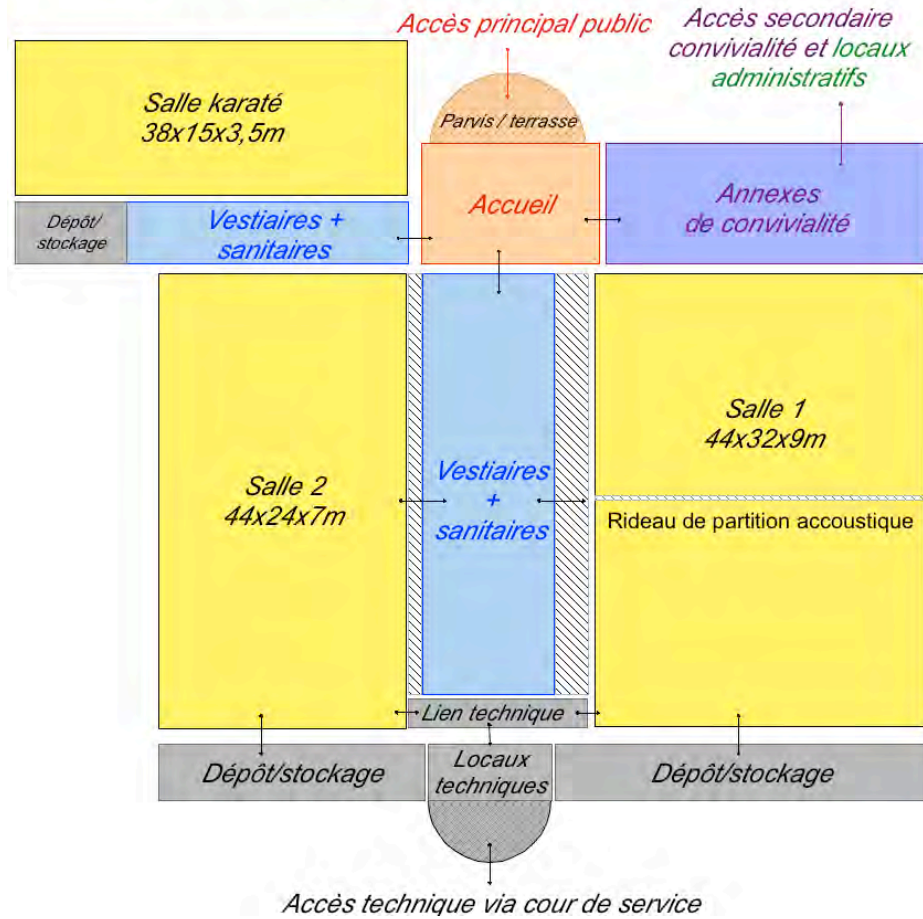 Accès principal public
Accès secondaire
convivialité et locaux
administratifs
Salle karaté
38x15x3,5m
Parvis / terrasse
Dépôt/
stockage
Vestiaires +
sanitaires
Accueil
Annexes
de convivialité
Salle 2
44x24x7m
Vestiaires
+
sanitaires
Salle 1
44x32x9m
Rideau de partition accoustique
Lien technique
Dépôt/stockage
Locaux
techniques
Dépôt/stockage
Accès technique via cour de service